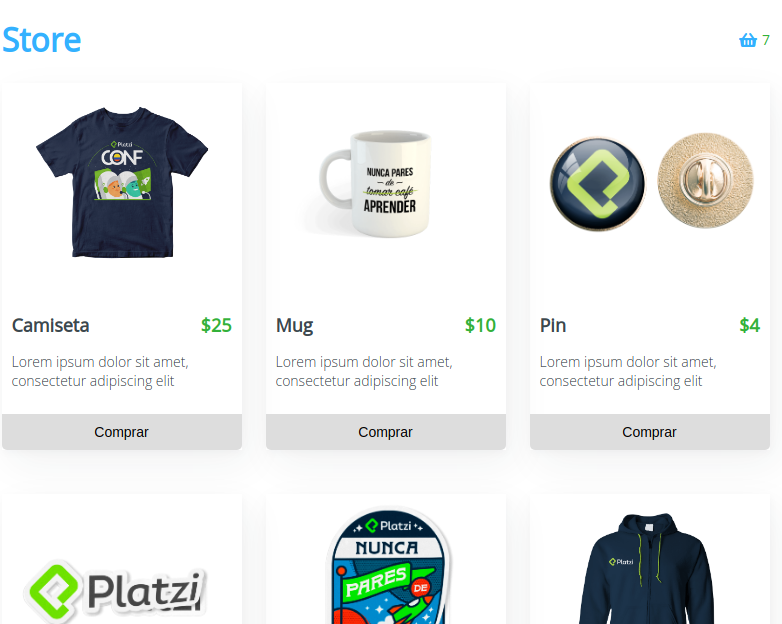 Store
7
Platzi
CONF
NUNCA PARES
de
tomar café
APRENDER
Camiseta $25
Mug $10
Pin $4
Lorem ipsum dolor sit amet,
consectetur adipiscing elit
Lorem ipsum dolor sit amet,
consectetur adipiscing elit
Lorem ipsum dolor sit amet,
consectetur adipiscing elit
Comprar
Comprar
Comprar
Platzi
Platzi
NUNCA
PARES
DE
Platzi